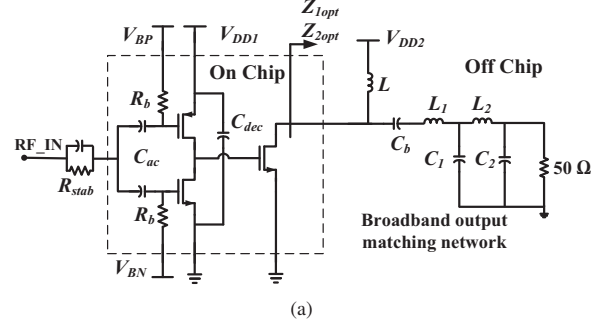 Z1opt
Z2opt
VBP
VDD1
VDD2
On Chip
Off Chip
Rb
Cdec
L
L1
L2
RF_IN
Cac
Cb
C1
C2
50 Ω
Rstab
Rb
Broadband output
matching network
VBN
(a)